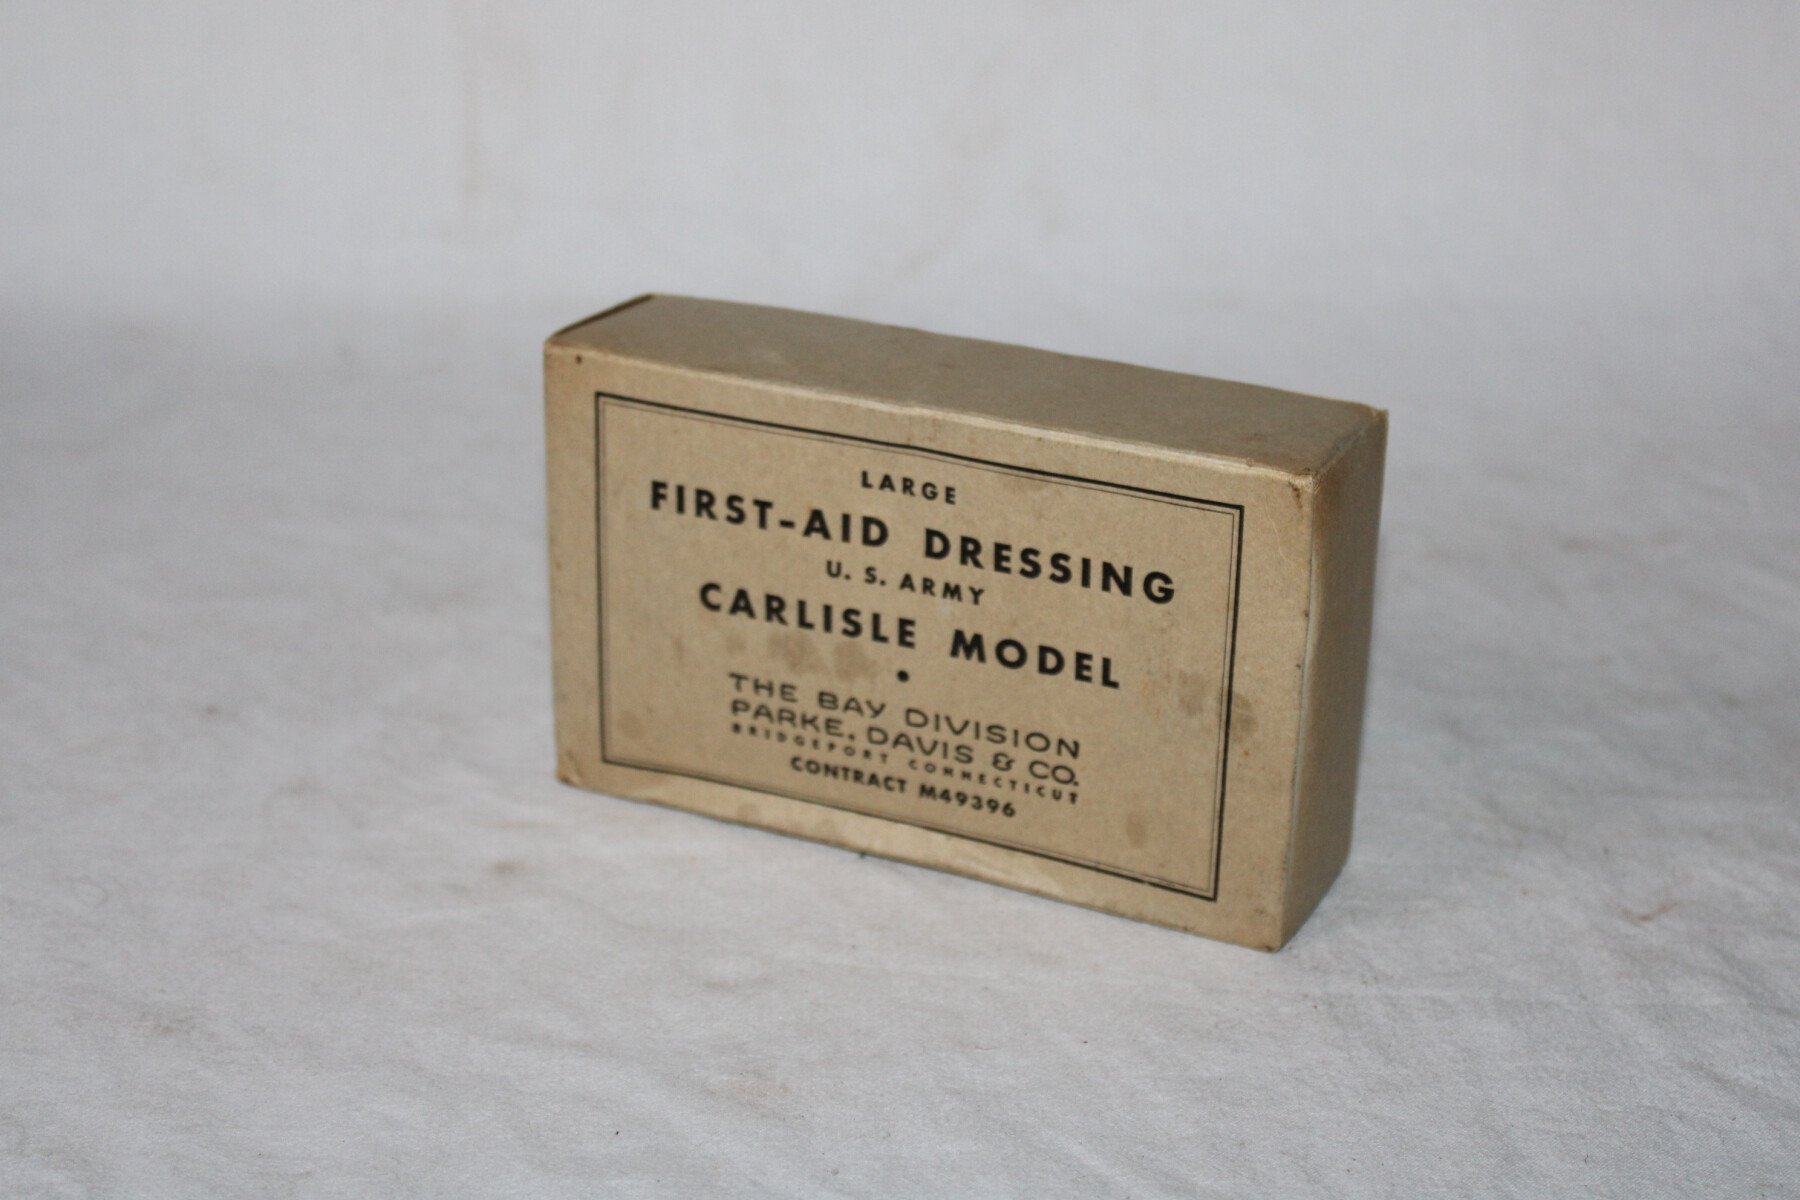 LARGE
FIRST-AID DRESSING
U. S. ARMY
CARLISLE MODEL
THE BAY DIVISION
PARKE, DAVIS & CO.
BRIDGEPORT CONNECTICUT
CONTRACT M49396